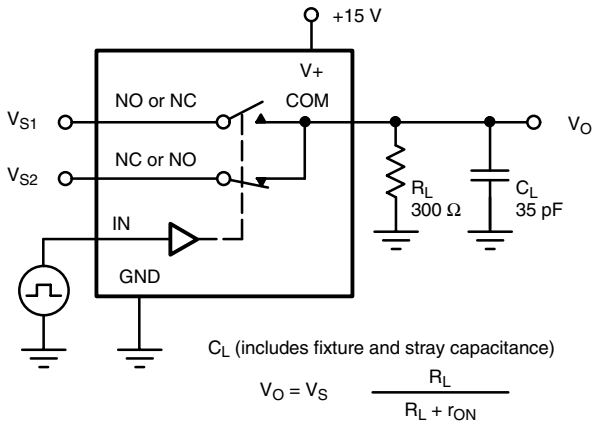 +15 V
V+
NO or NC
COM
VS1
VO
NC or NO
VS2
RL
300 Ω
CL
35 pF
IN
GND
CL (includes fixture and stray capacitance)
VO = VS RL
RL + rON